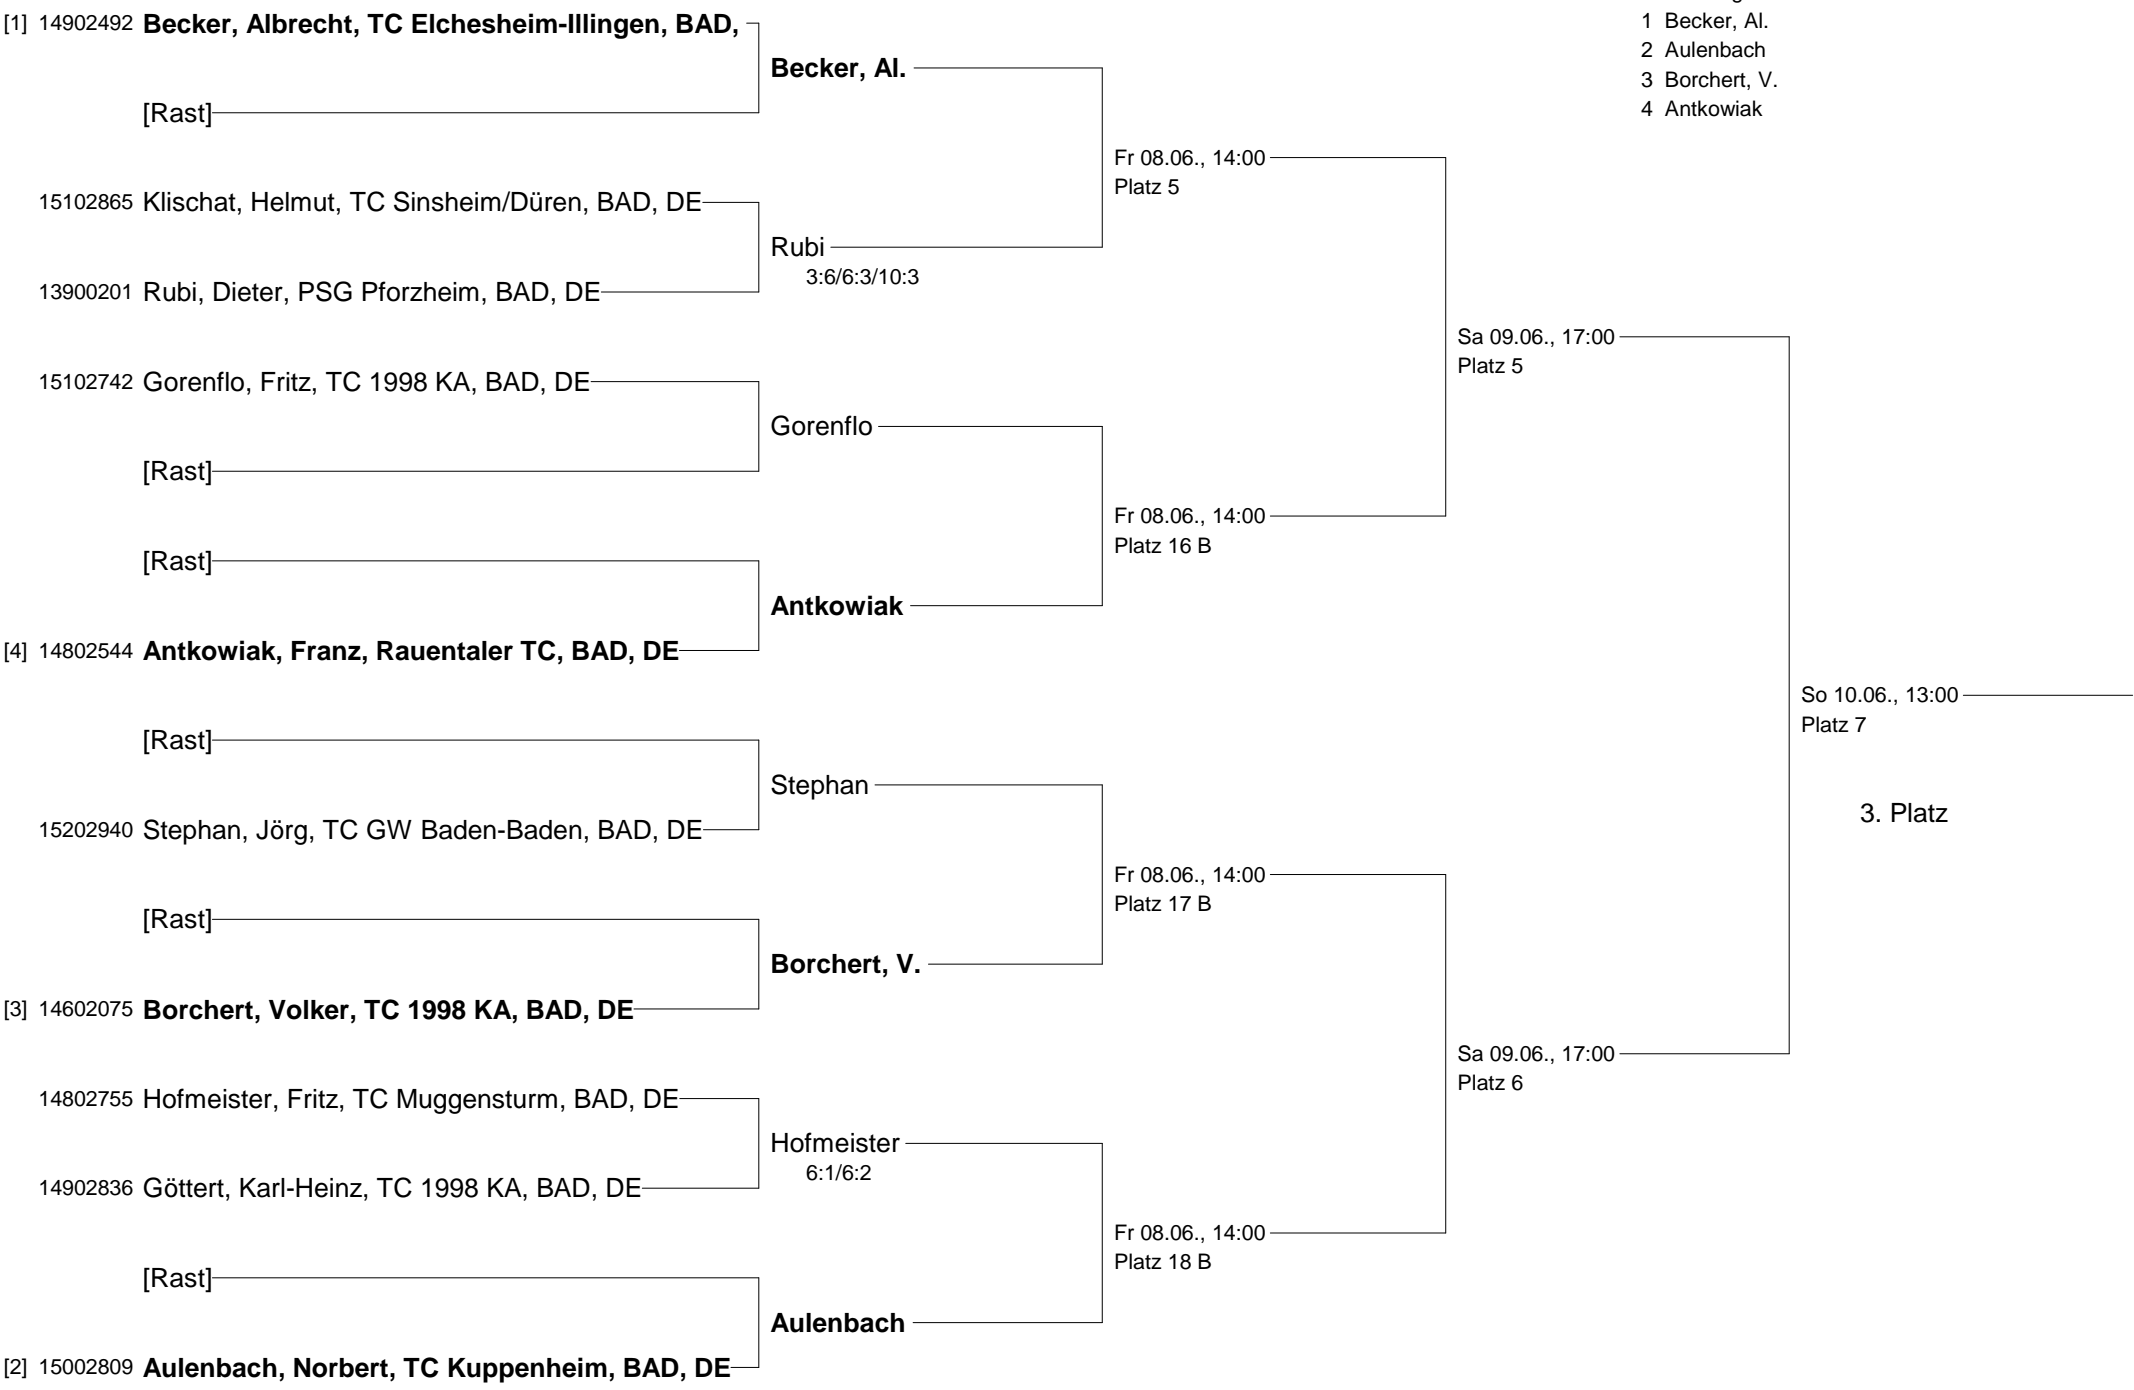 [1] 14902492 Becker, Albrecht, TC Elchesheim-Illingen, BAD,
1 Becker, Al.
2 Aulenbach
Becker, Al.
3 Borchert, V.
4 Antkowiak
[Rast]
Fr 08.06., 14:00
Platz 5
15102865 Klischat, Helmut, TC Sinsheim/Düren, BAD, DE
Rubi
3:6/6:3/10:3
13900201 Rubi, Dieter, PSG Pforzheim, BAD, DE
Sa 09.06., 17:00
Platz 5
15102742 Gorenflo, Fritz, TC 1998 KA, BAD, DE
Gorenflo
[Rast]
Fr 08.06., 14:00
Platz 16 B
[Rast]
Antkowiak
[4] 14802544 Antkowiak, Franz, Rauentaler TC, BAD, DE
So 10.06., 13:00
Platz 7
[Rast]
Stephan
3. Platz
15202940 Stephan, Jörg, TC GW Baden-Baden, BAD, DE
Fr 08.06., 14:00
Platz 17 B
[Rast]
Borchert, V.
[3] 14602075 Borchert, Volker, TC 1998 KA, BAD, DE
Sa 09.06., 17:00
Platz 6
14802755 Hofmeister, Fritz, TC Muggensturm, BAD, DE
Hofmeister
6:1/6:2
14902836 Göttert, Karl-Heinz, TC 1998 KA, BAD, DE
Fr 08.06., 14:00
Platz 18 B
[Rast]
Aulenbach
[2] 15002809 Aulenbach, Norbert, TC Kuppenheim, BAD, DE